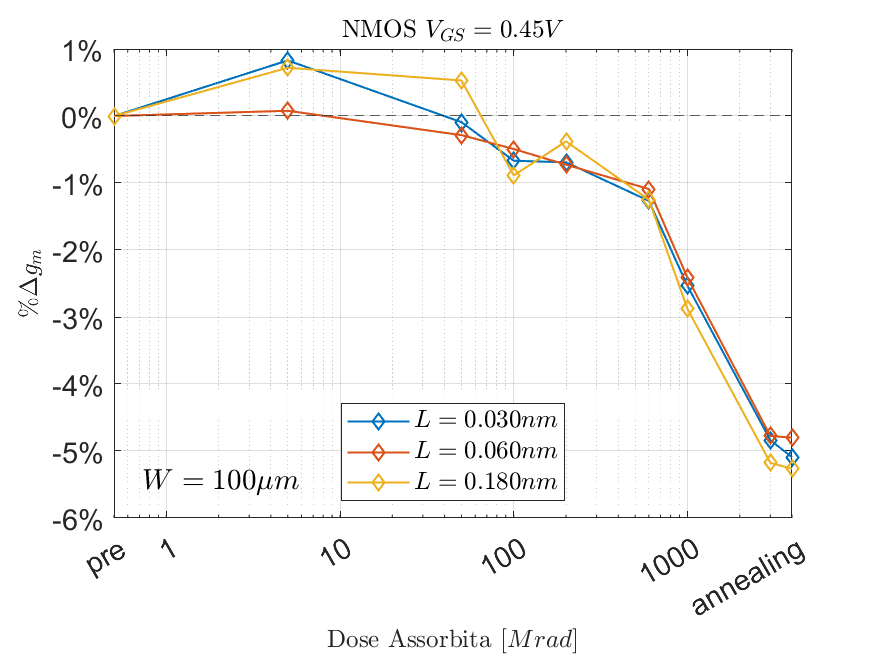 NMOS V_GS = 0.45V
1%
0%
-1%
-2%
-3%
-4%
-5%
-6%
%Δg_m
L = 0.030nm
L = 0.060nm
L = 0.180nm
W = 100μm
pre
1
10
100
1000
annealing
Dose Assorbita [Mrad]